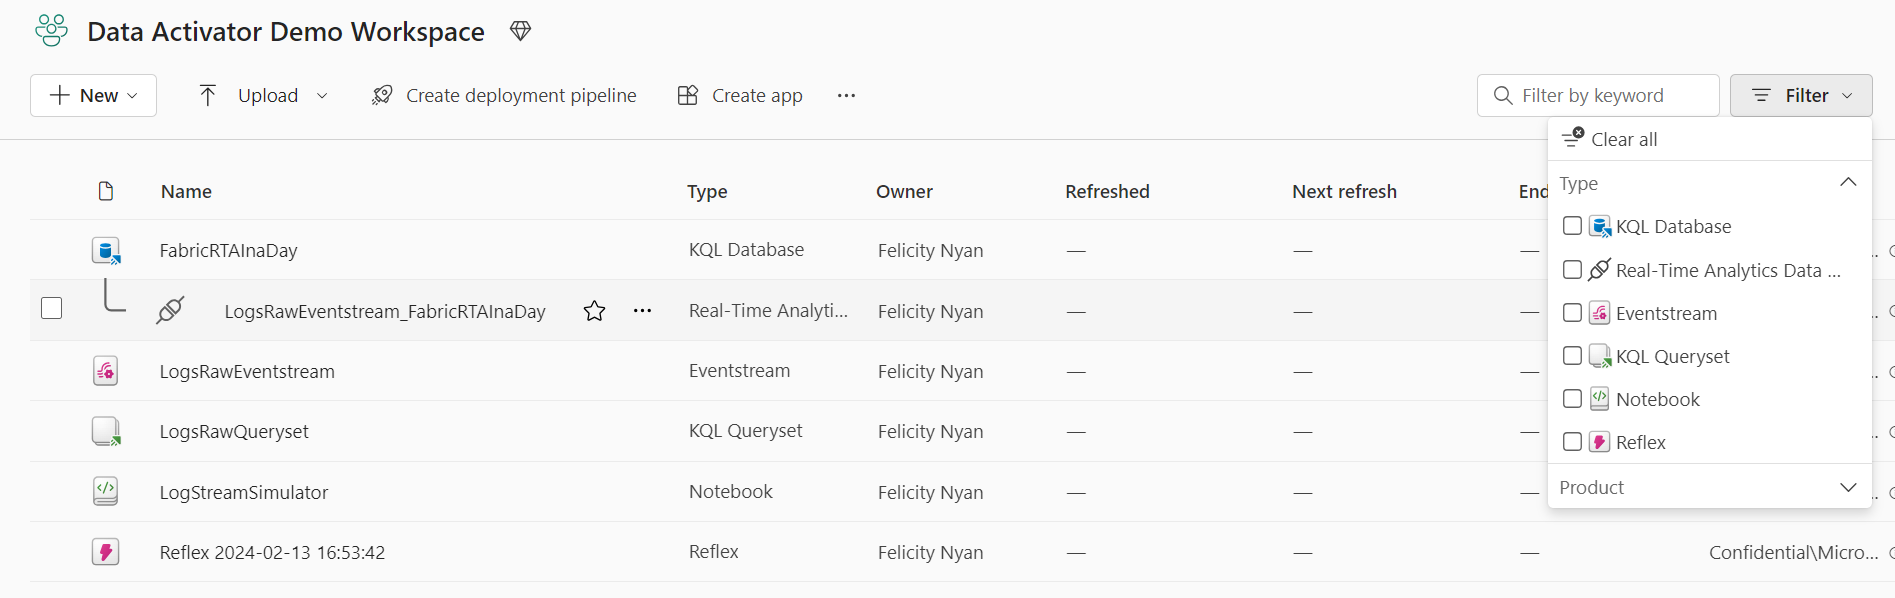 Data Activator Demo Workspace
New Upload Create deployment pipeline Create app ... Filter by keyword Filter
Clear all
Name Type Owner Refreshed Next refresh End
Type
FabricRTAInaDay KQL Database Felicity Nyan — — —
KQL Database
LogsRawEventstream_FabricRTAInaDay ... Real-Time Analyti... Felicity Nyan — — —
Real-Time Analytics Data ...
Eventstream
LogsRawEventstream Eventstream Felicity Nyan — — —
KQL Queryset
LogsRawQueryset KQL Queryset Felicity Nyan — — —
Notebook
Reflex
LogStreamSimulator Notebook Felicity Nyan — — —
Product
Reflex 2024-02-13 16:53:42 Reflex Felicity Nyan — — — Confidential\Micro...